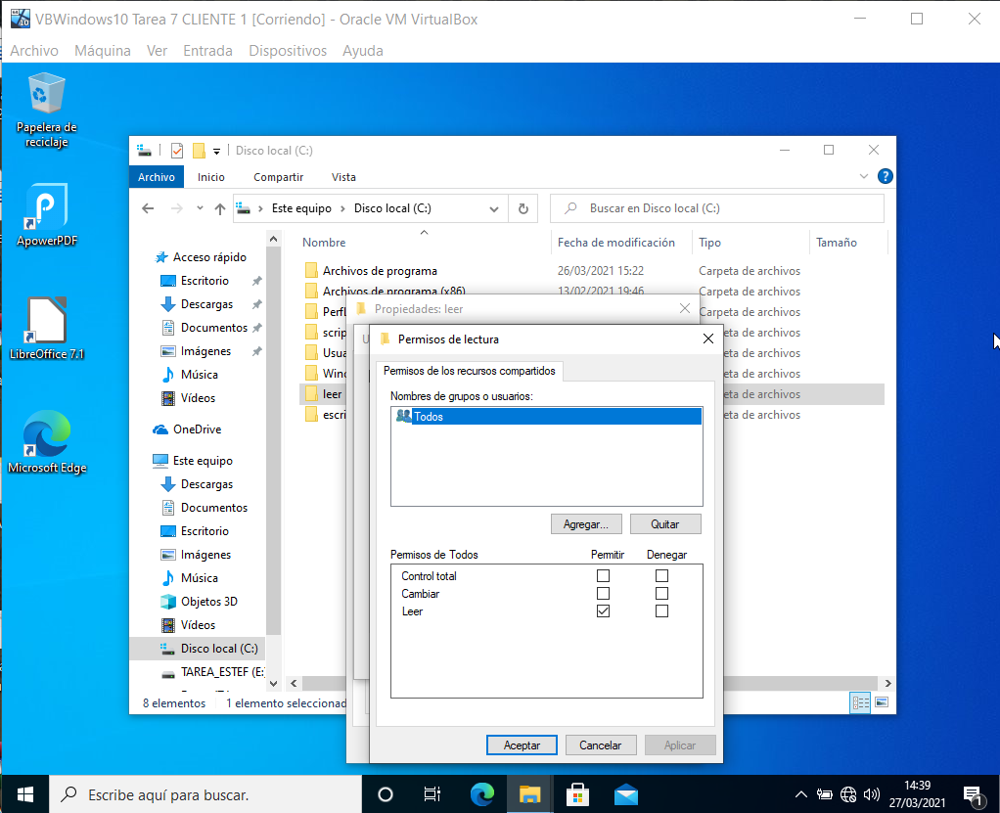 VBWindows10 Tarea 7 CLIENTE 1 [Corriendo] - Oracle VM VirtualBox
Archivo Máquina Ver Entrada Dispositivos Ayuda
Papelera de
reciclaje
ApowerPDF
LibreOffice 7.1
Microsoft Edge
Disco local (C:)
Archivo Inicio Compartir Vista
Este equipo Disco local (C:)
Buscar en Disco local (C:)
Acceso rápido
Escritorio
Descargas
Documentos
Imágenes
Música
Vídeos
OneDrive
Este equipo
Descargas
Documentos
Escritorio
Imágenes
Música
Objetos 3D
Vídeos
Disco local (C:)
TAREA_ESTEF (E:
Nombre Fecha de modificación Tipo Tamaño
Archivos de programa 26/03/2021 15:22 Carpeta de archivos
Archivos de programa (x86) 13/02/2021 19:46 Carpeta de archivos
PerfL Carpeta de archivos
scrip eta de archivos
Usua eta de archivos
Winc eta de archivos
leer eta de archivos
escri eta de archivos
8 elementos 1 elemento seleccionad
Propiedades: leer
U
Permisos de lectura
Permisos de los recursos compartidos
Nombres de grupos o usuarios:
Todos
Agregar... Quitar
Permisos de Todos Permitir Denegar
Control total
Cambiar
Leer
Aceptar Cancelar Aplicar
Escribe aquí para buscar.
14:39
27/03/2021
1